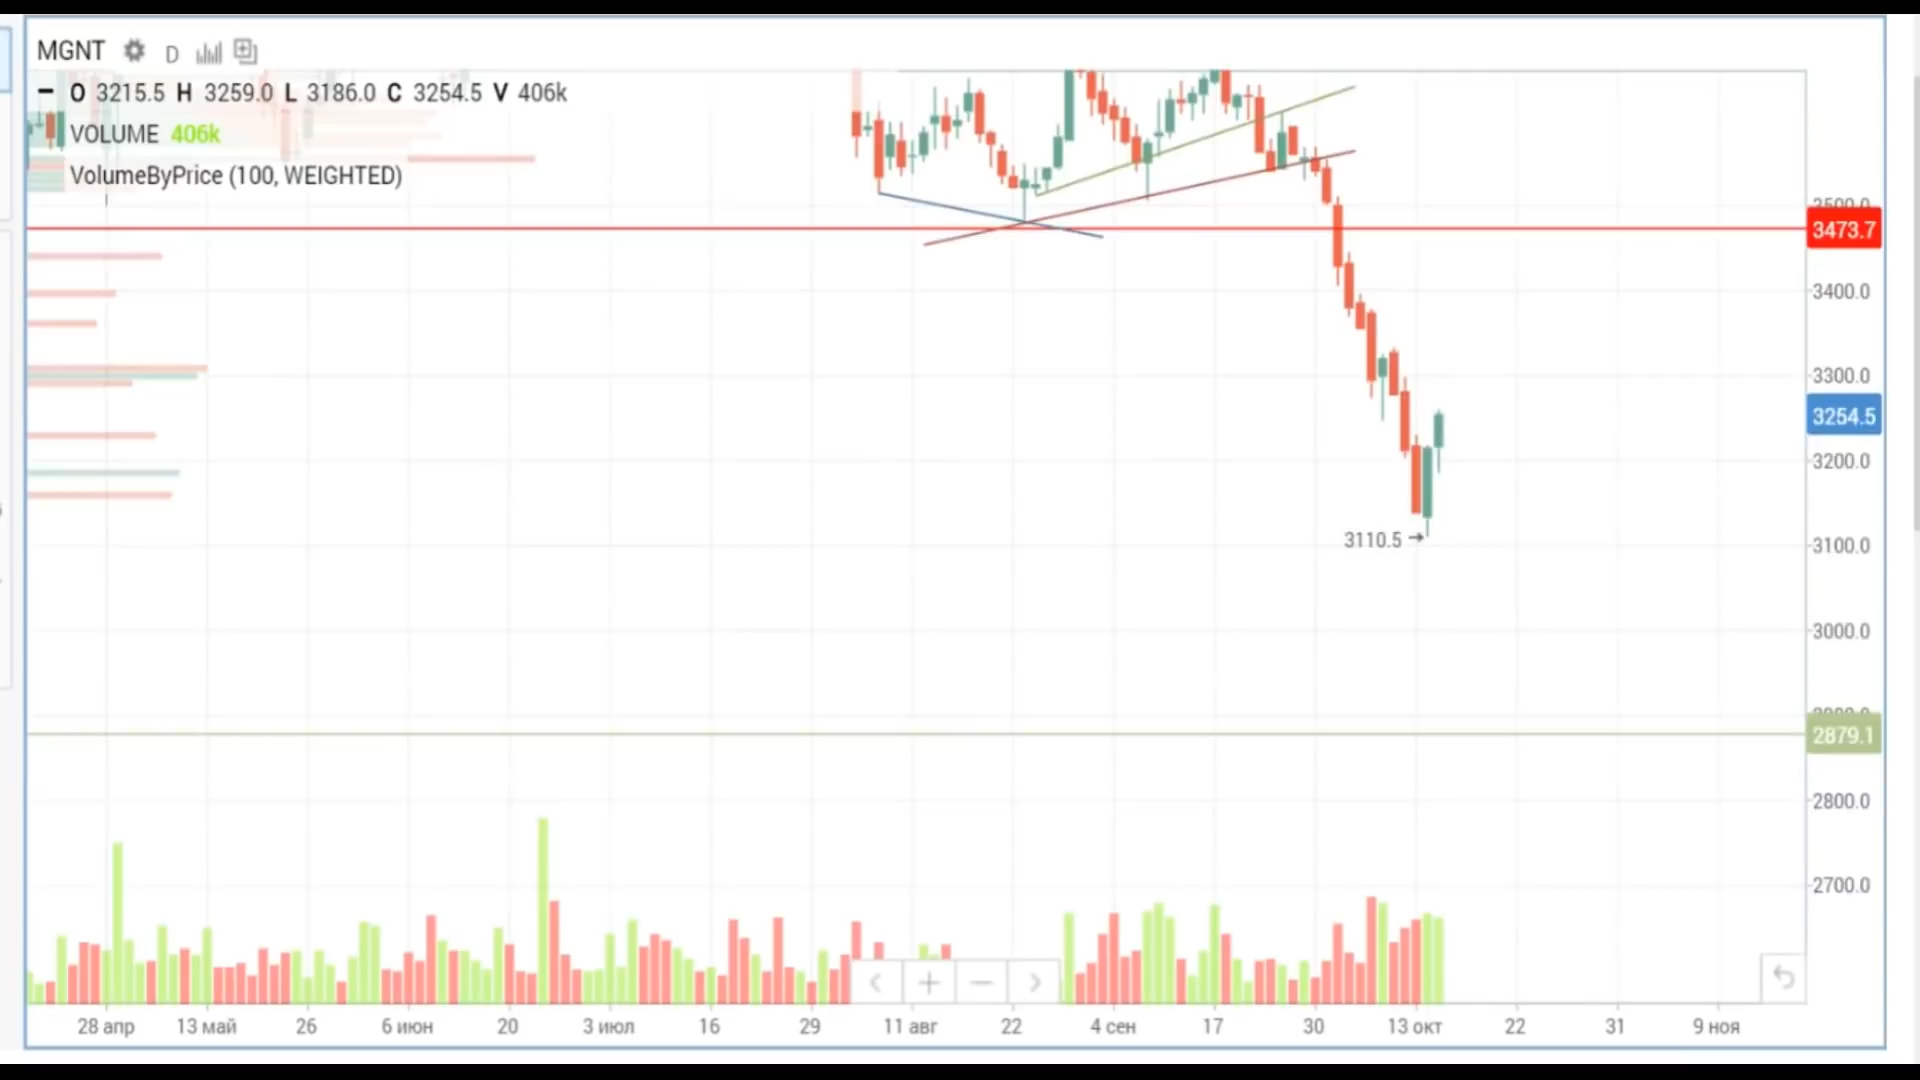 MGNT D
O 3215.5 H 3259.0 L 3186.0 C 3254.5 V 406k
VOLUME 406k
VolumeByPrice (100, WEIGHTED)
3500.0
3473.7
3400.0
3300.0
3254.5
3200.0
3110.5
3100.0
3000.0
2879.1
2800.0
2700.0
28 апр 13 май 26 6 июн 20 3 июл 16 29 11 авг 22 4 сен 17 30 13 окт 22 31 9 ноя